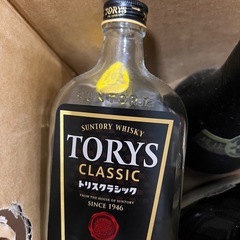 TORYS
SUNTORY WHISKY
TORYS
CLASSIC
トリスクラシック
FROM THE HOUSE OF SUNTORY
SINCE 1946